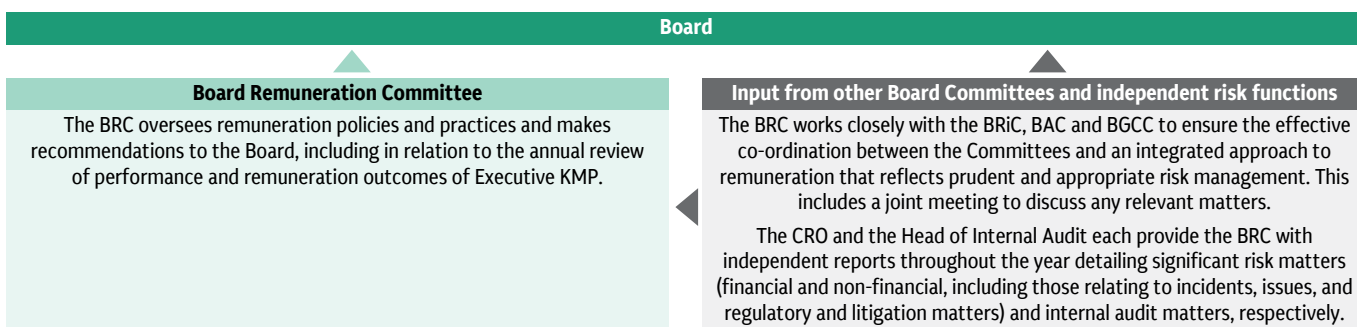 Board
Board Remuneration Committee
The BRC oversees remuneration policies and practices and makes
recommendations to the Board, including in relation to the annual review
of performance and remuneration outcomes of Executive KMP.
Input from other Board Committees and independent risk functions
The BRC works closely with the BRiC, BAC and BGCC to ensure the effective
co-ordination between the Committees and an integrated approach to
remuneration that reflects prudent and appropriate risk management. This
includes a joint meeting to discuss any relevant matters.
The CRO and the Head of Internal Audit each provide the BRC with
independent reports throughout the year detailing significant risk matters
(financial and non-financial, including those relating to incidents, issues, and
regulatory and litigation matters) and internal audit matters, respectively.